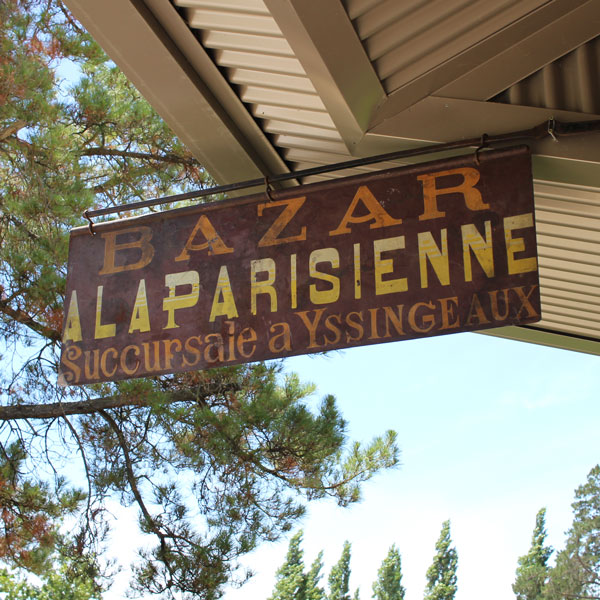 BAZAR
A LA PARISIENNE
Succursale a YSSINGEAUX